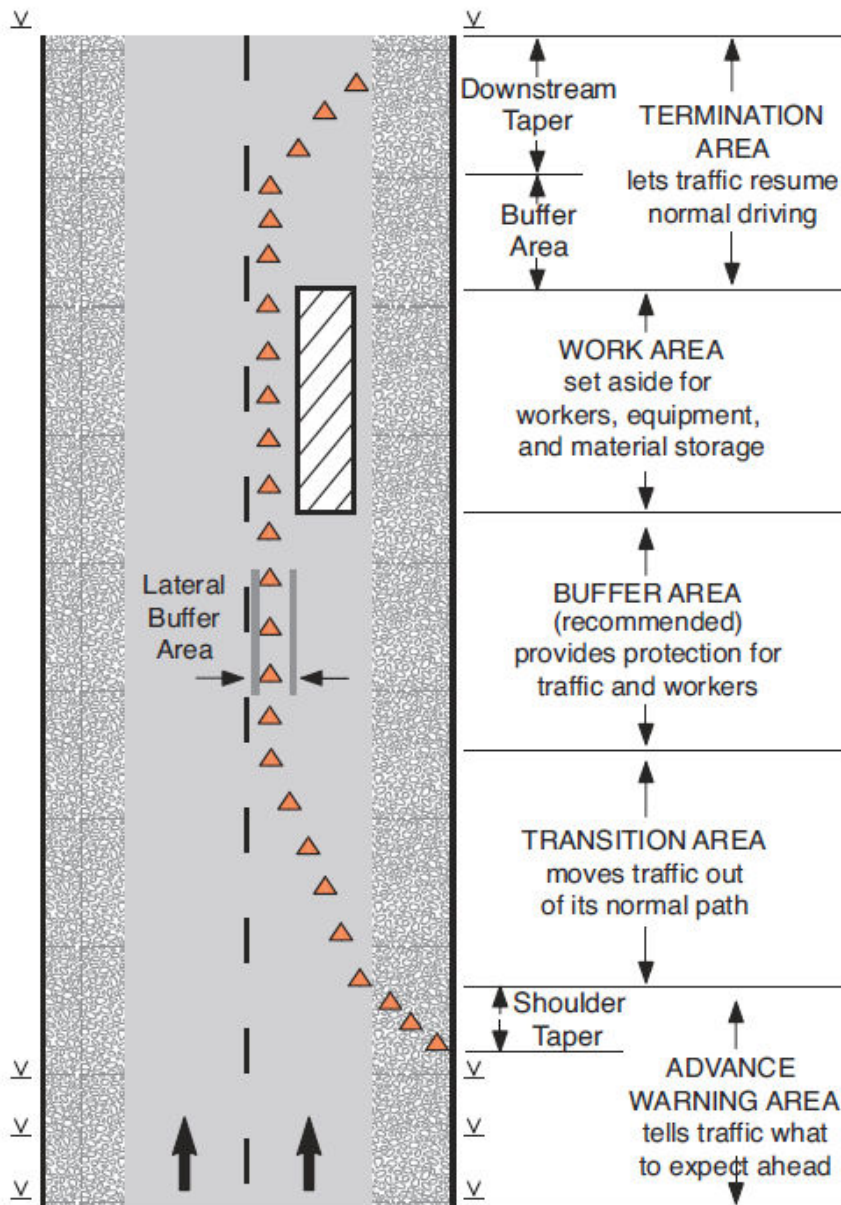 Downstream
Taper
TERMINATION
AREA
lets traffic resume
normal driving
Buffer
Area
WORK AREA
set aside for
workers, equipment,
and material storage
Lateral
Buffer
Area
BUFFER AREA
(recommended)
provides protection for
traffic and workers
TRANSITION AREA
moves traffic out
of its normal path
Shoulder
Taper
ADVANCE
WARNING AREA
tells traffic what
to expect ahead